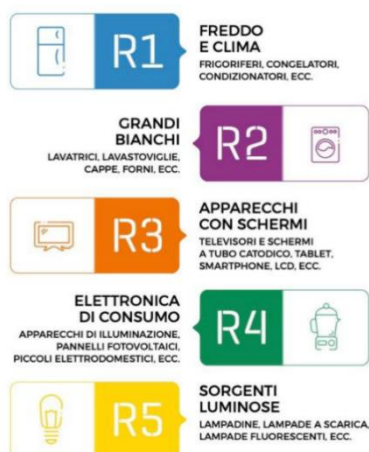 R1
FREDDO
E CLIMA
FRIGORIFERI, CONGELATORI,
CONDIZIONATORI, ECC.
GRANDI
BIANCHI
LAVATRICI, LAVASTOVIGLIE,
CAPPE, FORNI, ECC.
R2
R3
APPARECCHI
CON SCHERMI
TELEVISORI E SCHERMI
A TUBO CATODICO, TABLET,
SMARTPHONE, LCD, ECC.
ELETTRONICA
DI CONSUMO
APPARECCHI DI ILLUMINAZIONE,
PANNELLI FOTOVOLTAICI,
PICCOLI ELETTRODOMESTICI, ECC.
R4
R5
SORGENTI
LUMINOSE
LAMPADINE, LAMPADE A SCARICA,
LAMPADE FLUORESCENTI, ECC.